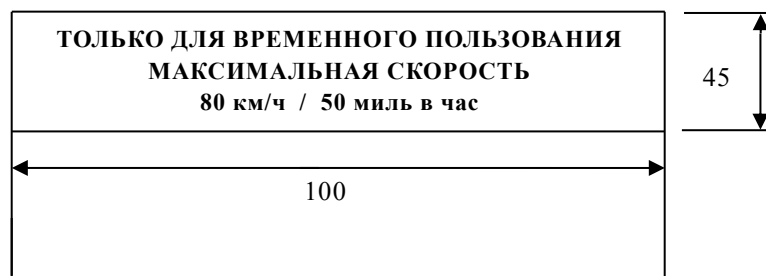 ТОЛЬКО ДЛЯ ВРЕМЕННОГО ПОЛЬЗОВАНИЯ
МАКСИМАЛЬНАЯ СКОРОСТЬ
80 км/ч / 50 миль в час
45
100